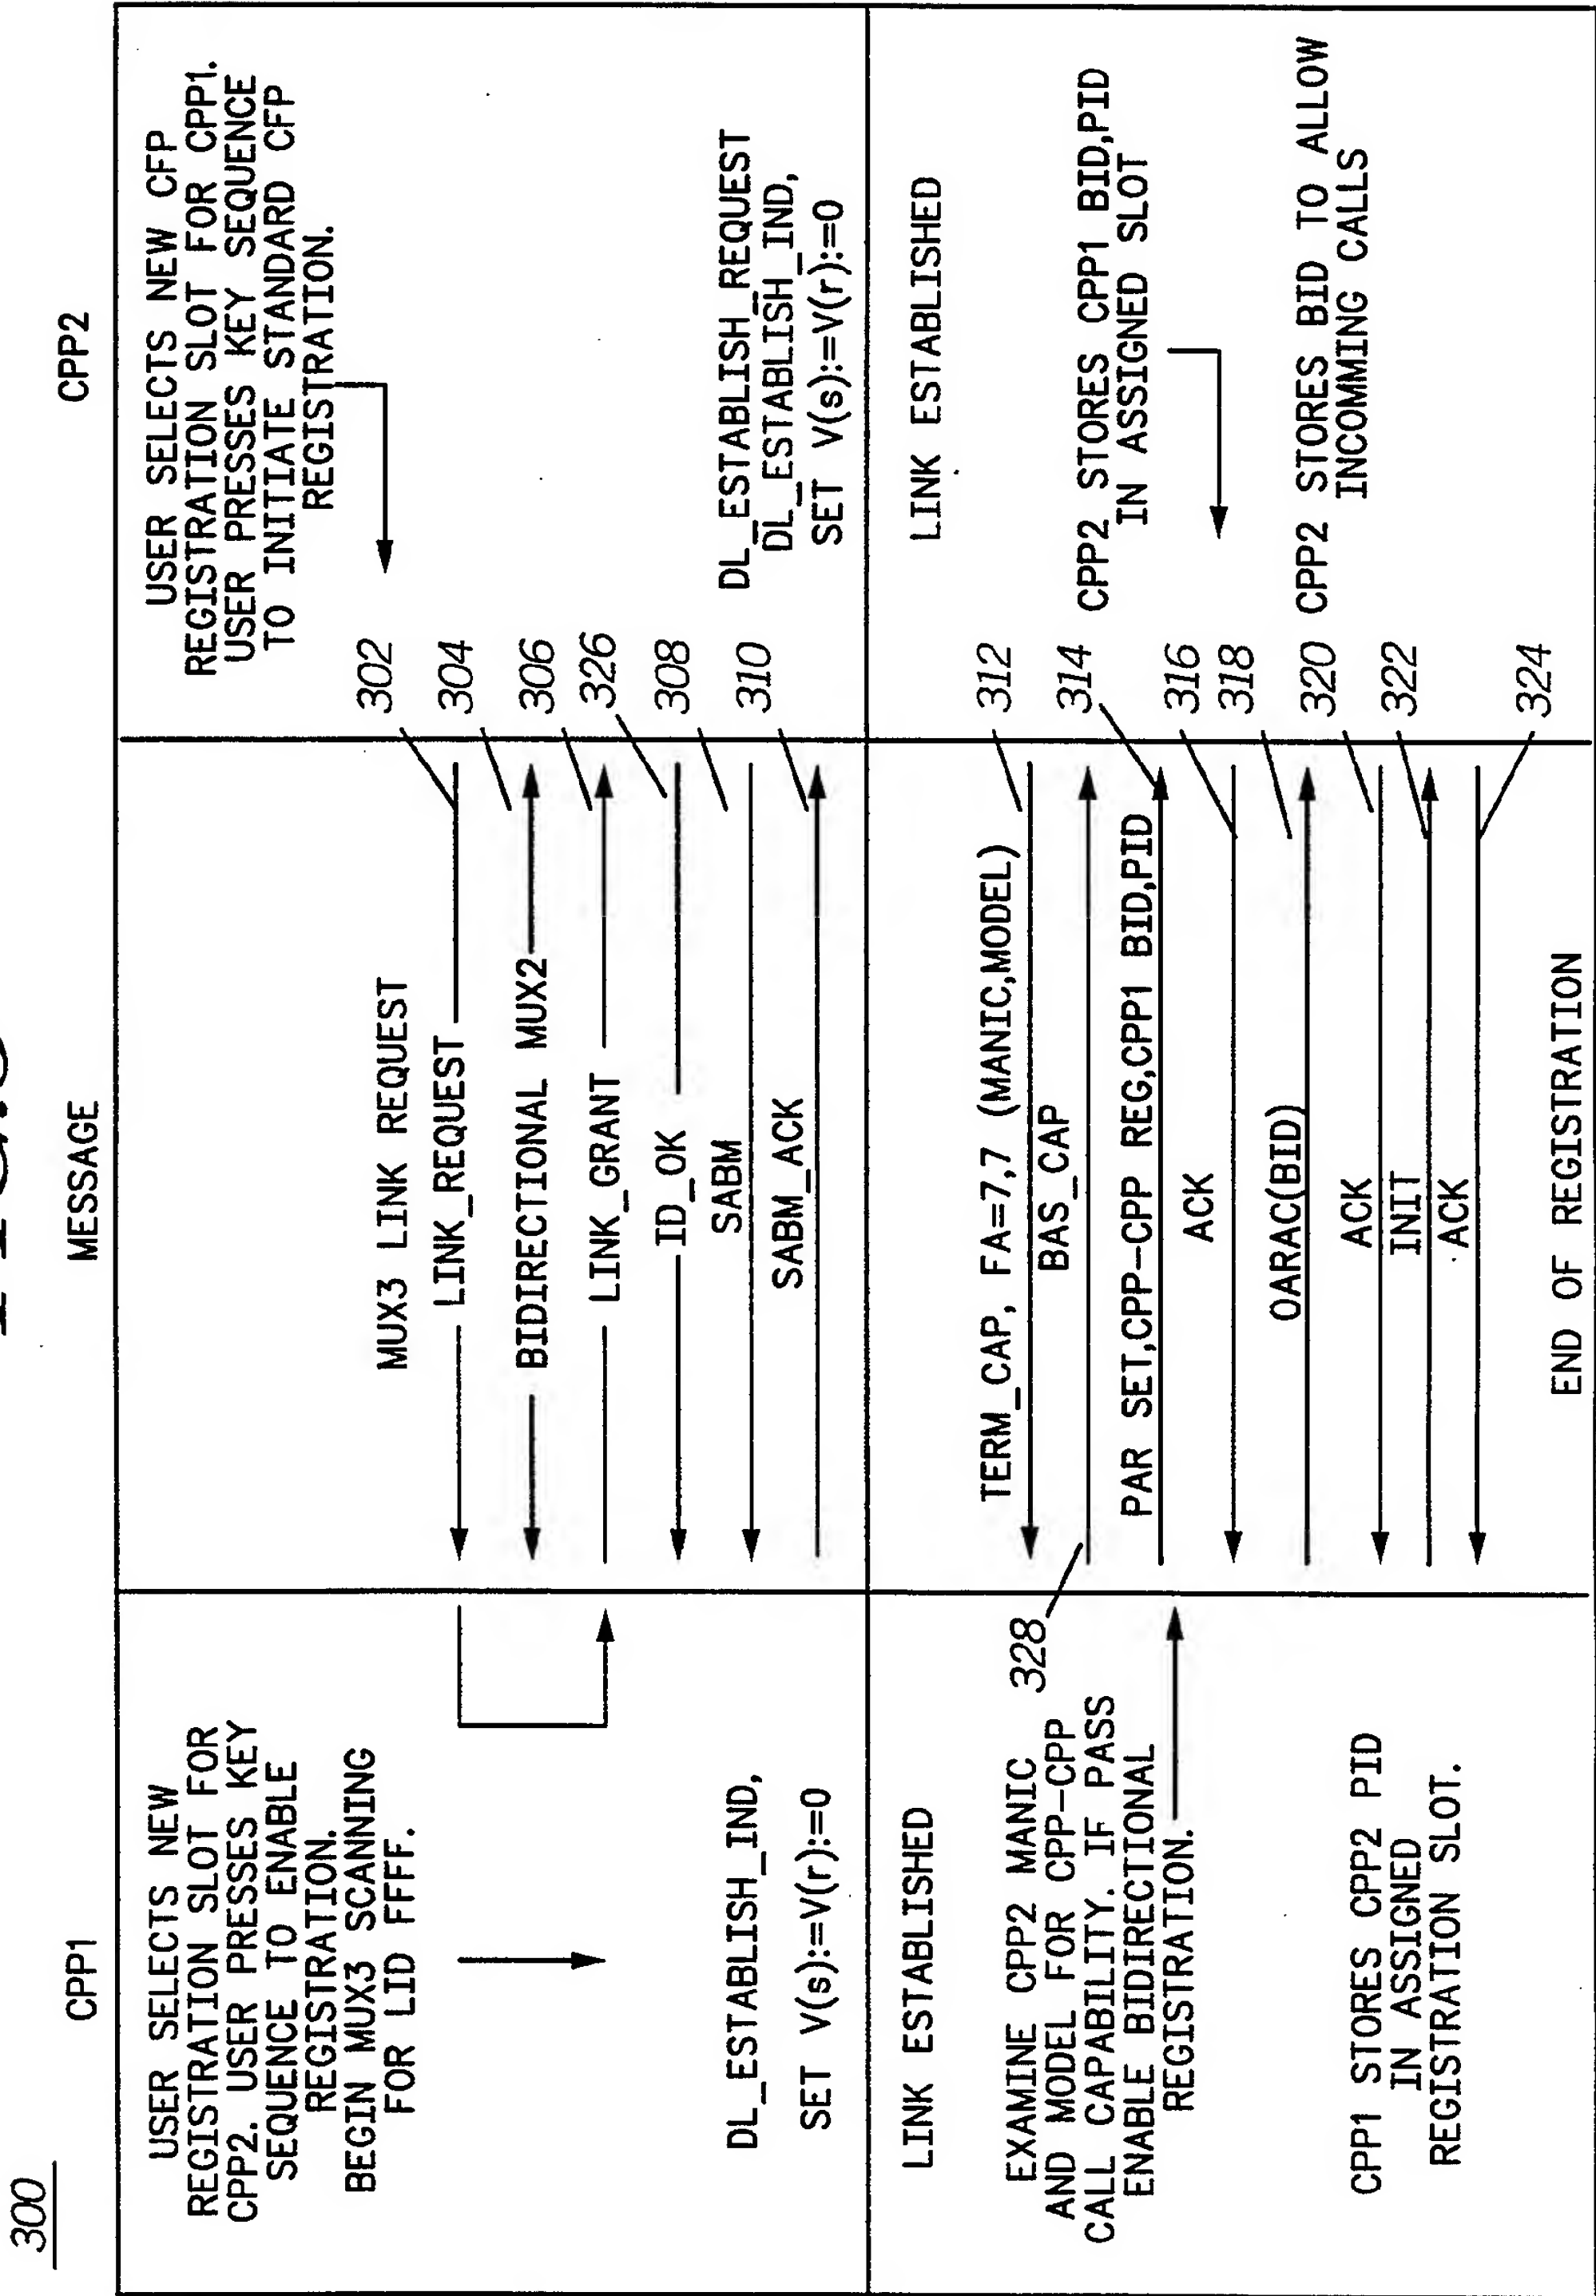 300
CPP1
MESSAGE
CPP2
USER SELECTS NEW
REGISTRATION SLOT FOR
CPP2. USER PRESSES KEY
SEQUENCE TO ENABLE
REGISTRATION.
BEGIN MUX3 SCANNING
FOR LID FFFF.
DL_ESTABLISH_IND,
SET V(s):=V(r):=0
MUX3 LINK REQUEST
LINK_REQUEST
BIDIRECTIONAL MUX2
LINK_GRANT
ID_OK
SABM
SABM_ACK
302
304
306
326
308
310
USER SELECTS NEW CFP
REGISTRATION SLOT FOR CPP1.
USER PRESSES KEY SEQUENCE
TO INITIATE STANDARD CFP
REGISTRATION.
DL_ESTABLISH_REQUEST
DL_ESTABLISH_IND,
SET V(s):=V(r):=0
LINK ESTABLISHED
EXAMINE CPP2 MANIC
AND MODEL FOR CPP-CPP
CALL CAPABILITY. IF PASS
ENABLE BIDIRECTIONAL
REGISTRATION.
328
CPP1 STORES CPP2 PID
IN ASSIGNED
REGISTRATION SLOT.
TERM_CAP, FA=7,7 (MANIC,MODEL)
BAS_CAP
PAR SET,CPP-CPP REG,CPP1 BID,PID
ACK
OARAC(BID)
ACK
INIT
ACK
END OF REGISTRATION
312
314
316
318
320
322
324
LINK ESTABLISHED
CPP2 STORES CPP1 BID,PID
IN ASSIGNED SLOT
CPP2 STORES BID TO ALLOW
INCOMMING CALLS